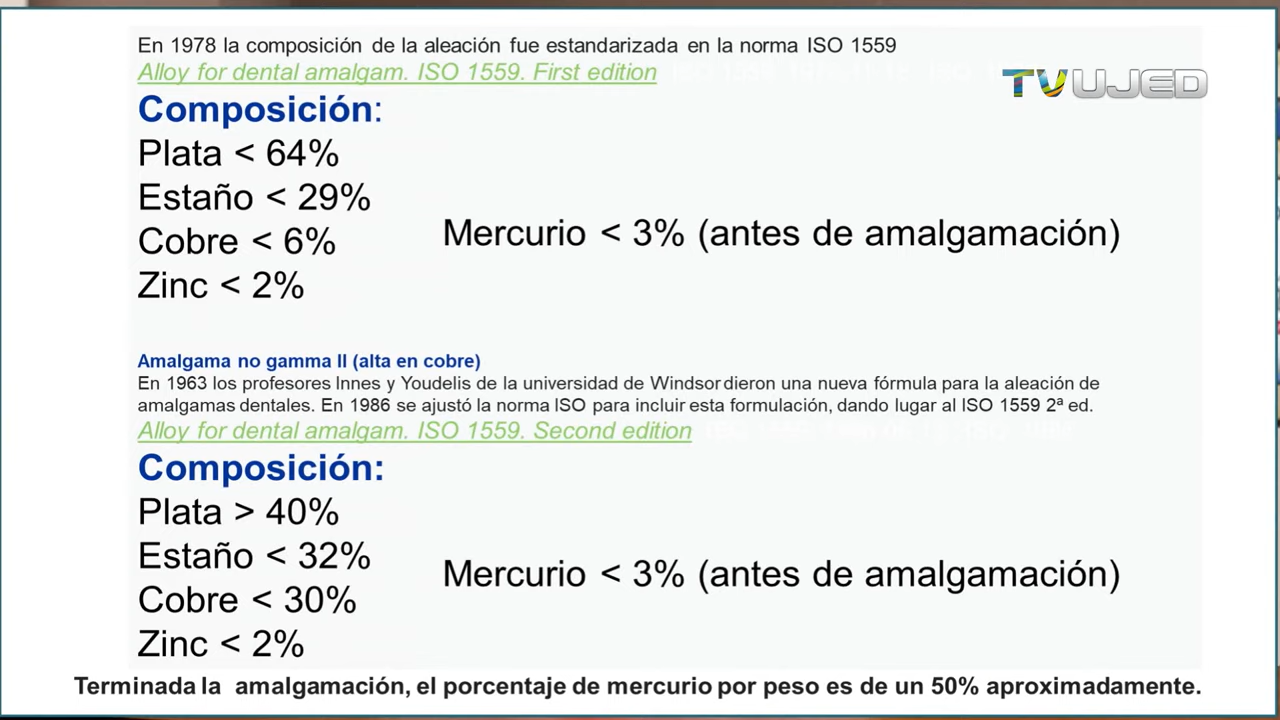 En 1978 la composición de la aleación fue estandarizada en la norma ISO 1559
Alloy for dental amalgam. ISO 1559. First edition
TVUJED
Composición:
Plata < 64%
Estaño < 29%
Cobre < 6%
Zinc < 2%
Mercurio < 3% (antes de amalgamación)
Amalgama no gamma II (alta en cobre)
En 1963 los profesores Innes y Youdelis de la universidad de Windsor dieron una nueva fórmula para la aleación de
amalgamas dentales. En 1986 se ajustó la norma ISO para incluir esta formulación, dando lugar al ISO 1559 2ª ed.
Alloy for dental amalgam. ISO 1559. Second edition
Composición:
Plata > 40%
Estaño < 32%
Cobre < 30%
Zinc < 2%
Mercurio < 3% (antes de amalgamación)
Terminada la amalgamación, el porcentaje de mercurio por peso es de un 50% aproximadamente.